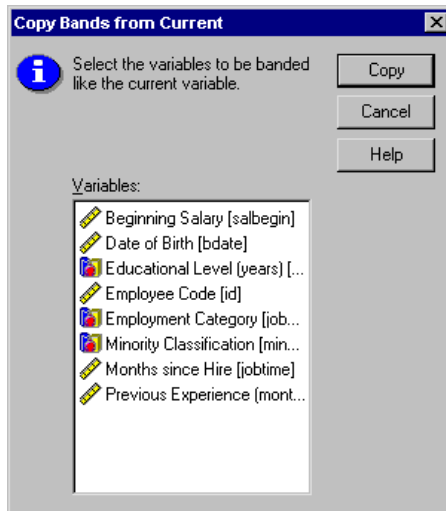 Copy Bands from Current
Select the variables to be banded
like the current variable.
Copy
Cancel
Help
Variables:
Beginning Salary [salbegin]
Date of Birth [bdate]
Educational Level (years) [...
Employee Code [id]
Employment Category [job...
Minority Classification [min...
Months since Hire [jobtime]
Previous Experience (mont...